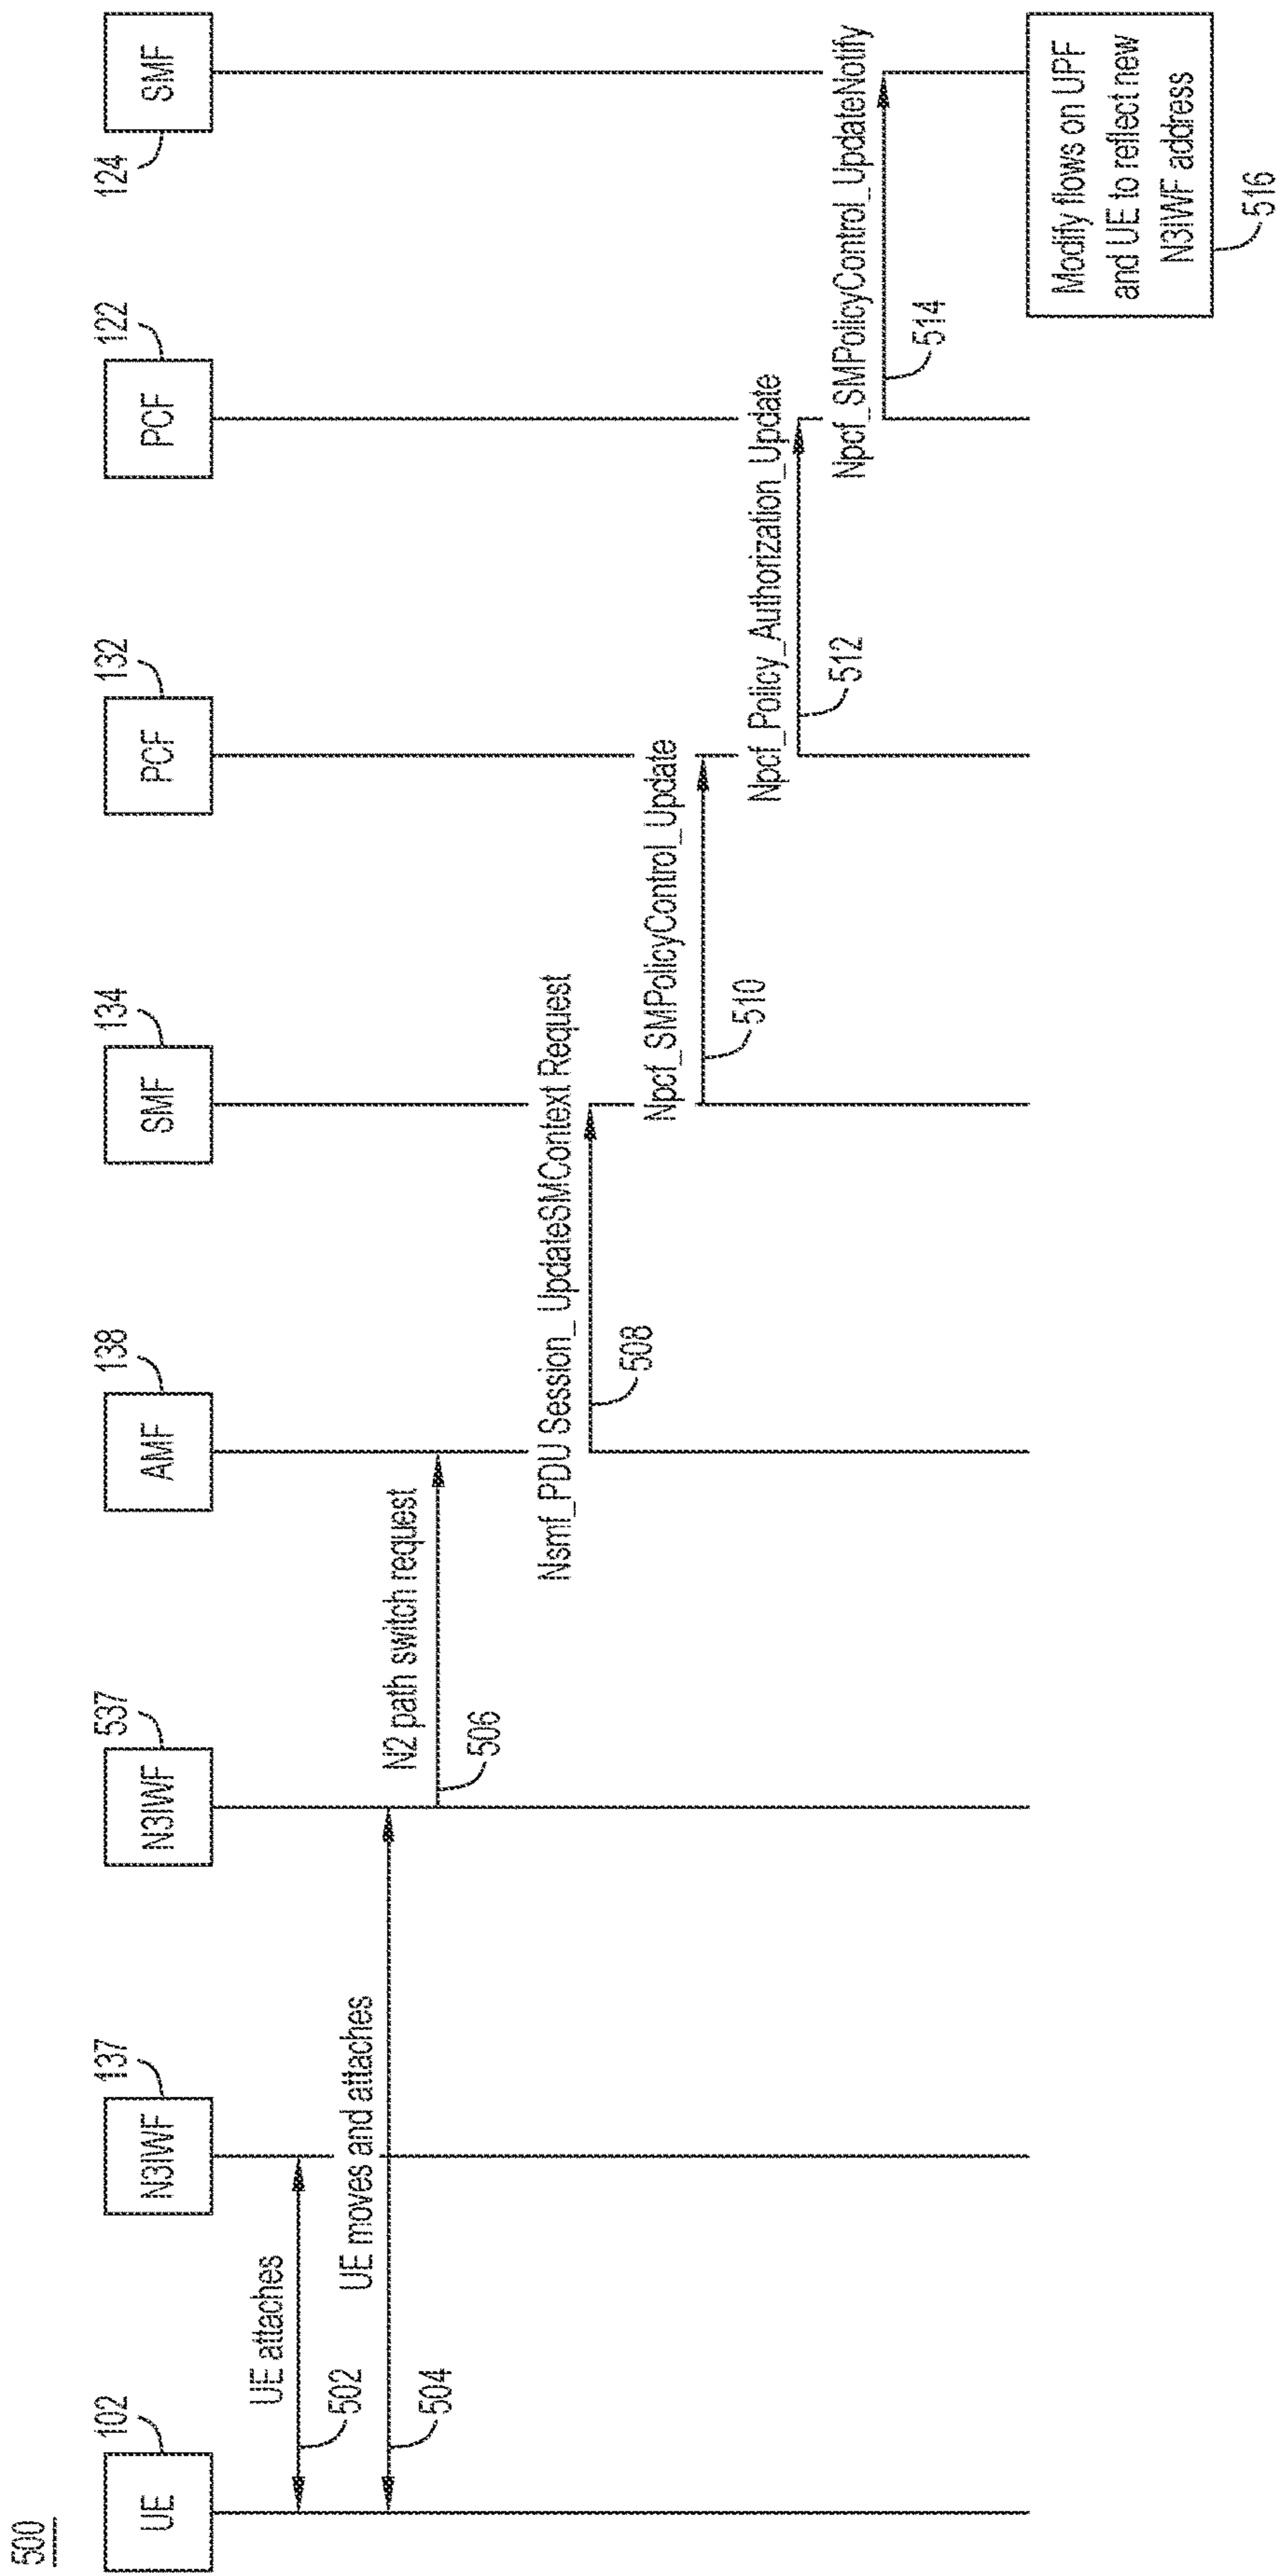 500
102
137
537
138
134
132
122
124
UE
N3IWF
N3IWF
AMF
SMF
PCF
PCF
SMF
UE attaches
502
UE moves and attaches
504
N2 path switch request
506
Nsmf_PDU Session_ UpdateSMContext Request
508
Npcf_SMPolicyControl_Update
510
Npcf_Policy_Authorization_Update
512
Npcf_SMPolicyControl_UpdateNotify
514
Modify flows on UPF
and UE to reflect new
N3IWF address
516